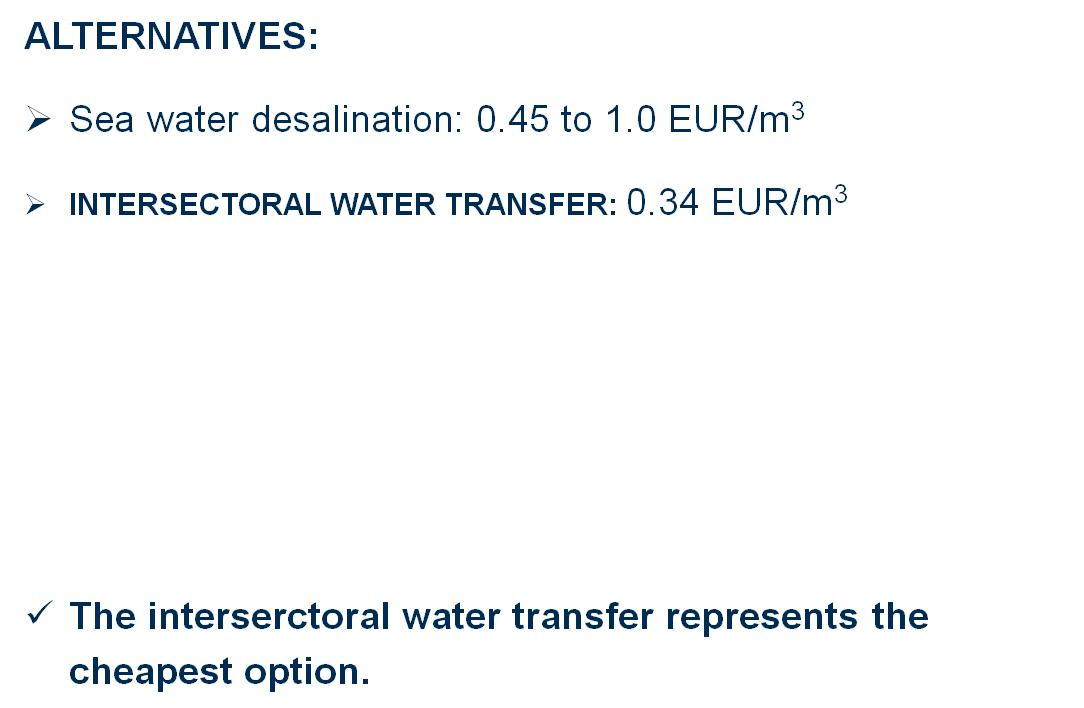 ALTERNATIVES:
➢ Sea water desalination: 0.45 to 1.0 EUR/m³
➢ INTERSECTORAL WATER TRANSFER: 0.34 EUR/m³
✓ The interserctoral water transfer represents the
cheapest option.